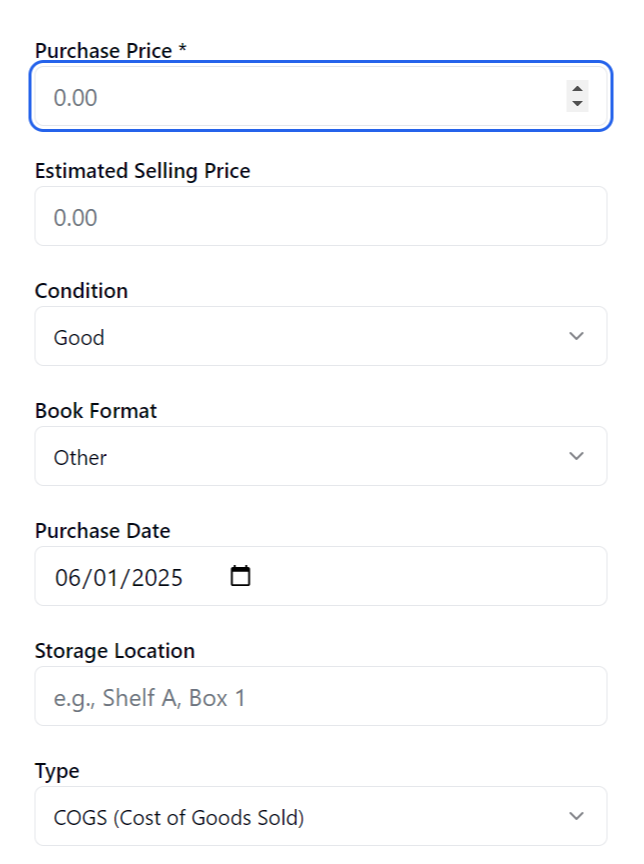 Purchase Price *
0.00
Estimated Selling Price
0.00
Condition
Good
Book Format
Other
Purchase Date
06/01/2025
Storage Location
e.g., Shelf A, Box 1
Type
COGS (Cost of Goods Sold)